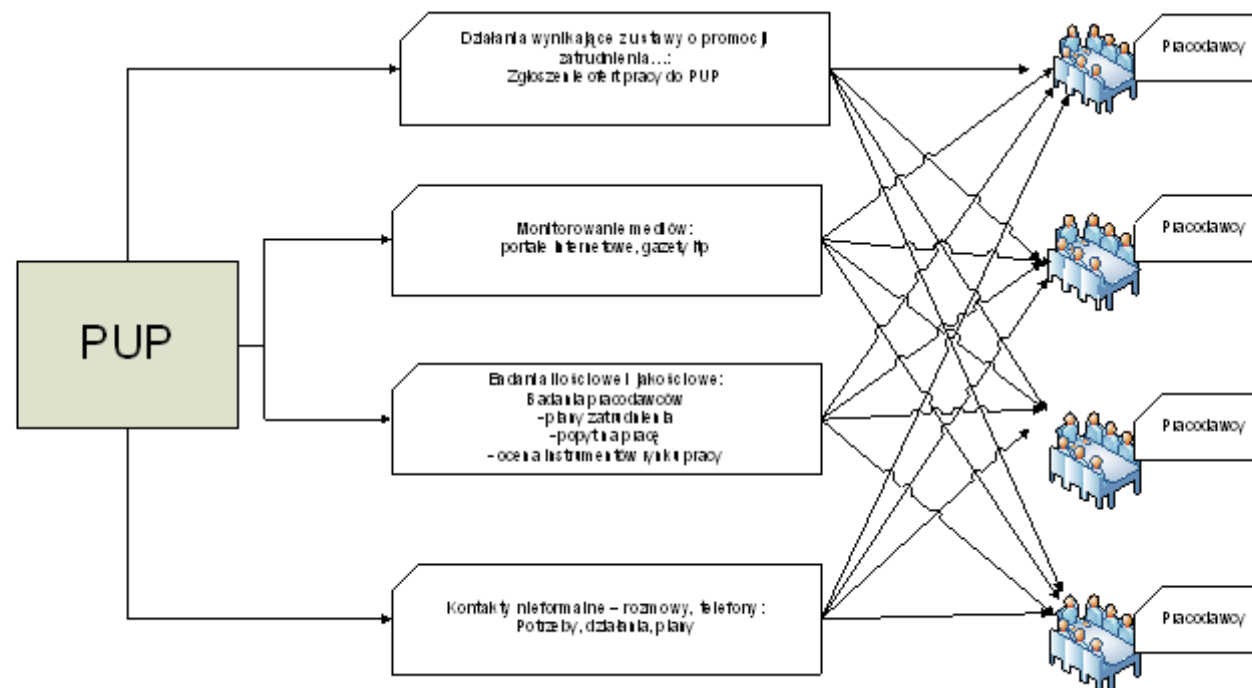 PUP
Działania wynikające z ustawy o promocji
zatrudnienia...:
Zgłoszenie ofert pracy do PUP
Monitorowanie mediów:
portale internetowe, gazety itp
Badania ilościowe i jakościowe:
Badania pracodawców
-plany zatrudnienia
-popyt na pracę
-ocena instrumentów rynku pracy
Kontakty nieformalne – rozmowy, telefony:
Potrzeby, działania, plany
Pracodawcy
Pracodawcy
Pracodawcy
Pracodawcy